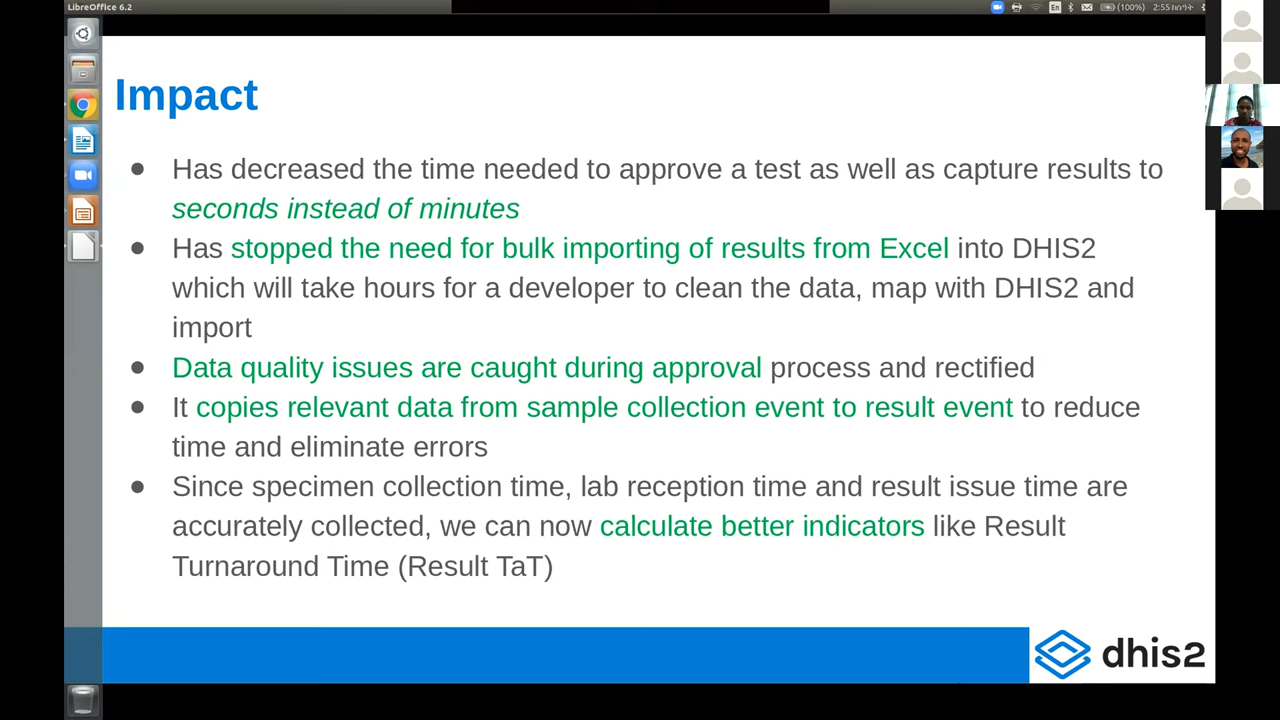 LibreOffice 6.2
En
(100%)
2:55 ከሰዓት
Impact
● Has decreased the time needed to approve a test as well as capture results to
seconds instead of minutes
● Has stopped the need for bulk importing of results from Excel into DHIS2
which will take hours for a developer to clean the data, map with DHIS2 and
import
● Data quality issues are caught during approval process and rectified
● It copies relevant data from sample collection event to result event to reduce
time and eliminate errors
● Since specimen collection time, lab reception time and result issue time are
accurately collected, we can now calculate better indicators like Result
Turnaround Time (Result TaT)
dhis2